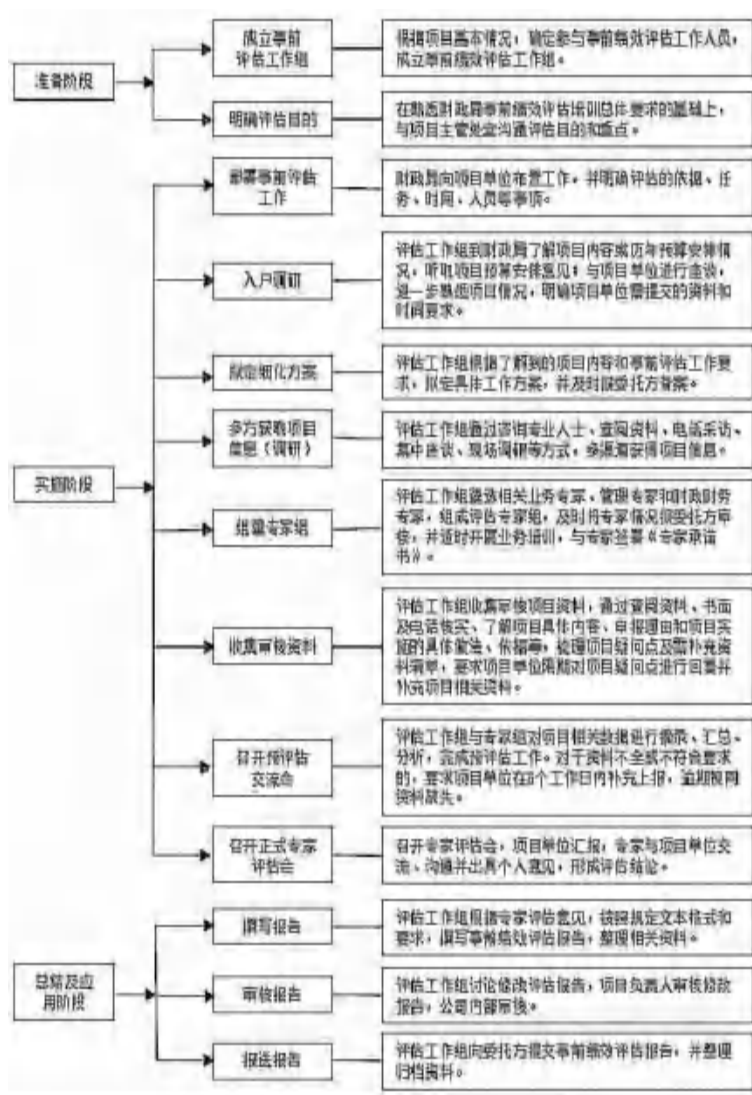 准备阶段
成立事前
评估工作组
根据项目基本情况，确定参与事前绩效评估工作人员，
成立事前绩效评估工作组。
明确评估目的
在熟悉财政局事前绩效评估培训总体要求的基础上，
与项目主管处室沟通评估目的和重点。
实施阶段
部署事前评估
工作
财政局向项目单位布置工作，并明确评估的依据、任
务、时间、人员等事项。
入户调研
评估工作组到财政局了解项目内容或历年预算安排情
况，听取项目预算安排意见；与项目单位进行座谈，
进一步熟悉项目情况，明确项目单位需提交的资料和
时间要求。
拟定细化方案
评估工作组根据了解到的项目内容和事前评估工作要
求，拟定具体工作方案，并及时报委托方备案。
多方获取项目
信息（调研）
评估工作组通过咨询专业人士、查阅资料、电话采访、
集中座谈、现场调研等方式，多渠道获得项目信息。
组建专家组
评估工作组遴选相关业务专家、管理专家和财政财务
专家，组成评估专家组，及时将专家情况报委托方审
核，并适时开展业务培训，与专家签署《专家承诺
书》。
收集审核资料
评估工作组收集审核项目资料，通过查阅资料、书面
及电话核实、了解项目具体内容、申报理由和项目实
施的具体做法、依据等，梳理项目疑问点及需补充资
料清单，要求项目单位限期对项目疑问点进行回复并
补充项目相关资料。
召开预评估
交流会
评估工作组与专家组对项目相关数据进行摘录、汇总、
分析，完成预评估工作。对于资料不全或不符合要求
的，要求项目单位在 个工作日内补充上报，逾期视同
资料缺失。
召开正式专家
评估会
召开专家评估会，项目单位汇报，专家与项目单位交
流、沟通并出具个人意见，形成评估结论。
总结及应
用阶段
撰写报告
评估工作组根据专家评估意见，按照规定文本格式和
要求，撰写事前绩效评估报告，整理相关资料。
审核报告
评估工作组讨论修改评估报告，项目负责人审核修改
报告，公司内部审核。
报送报告
评估工作组向委托方提交事前绩效评估报告，并整理
归档资料。